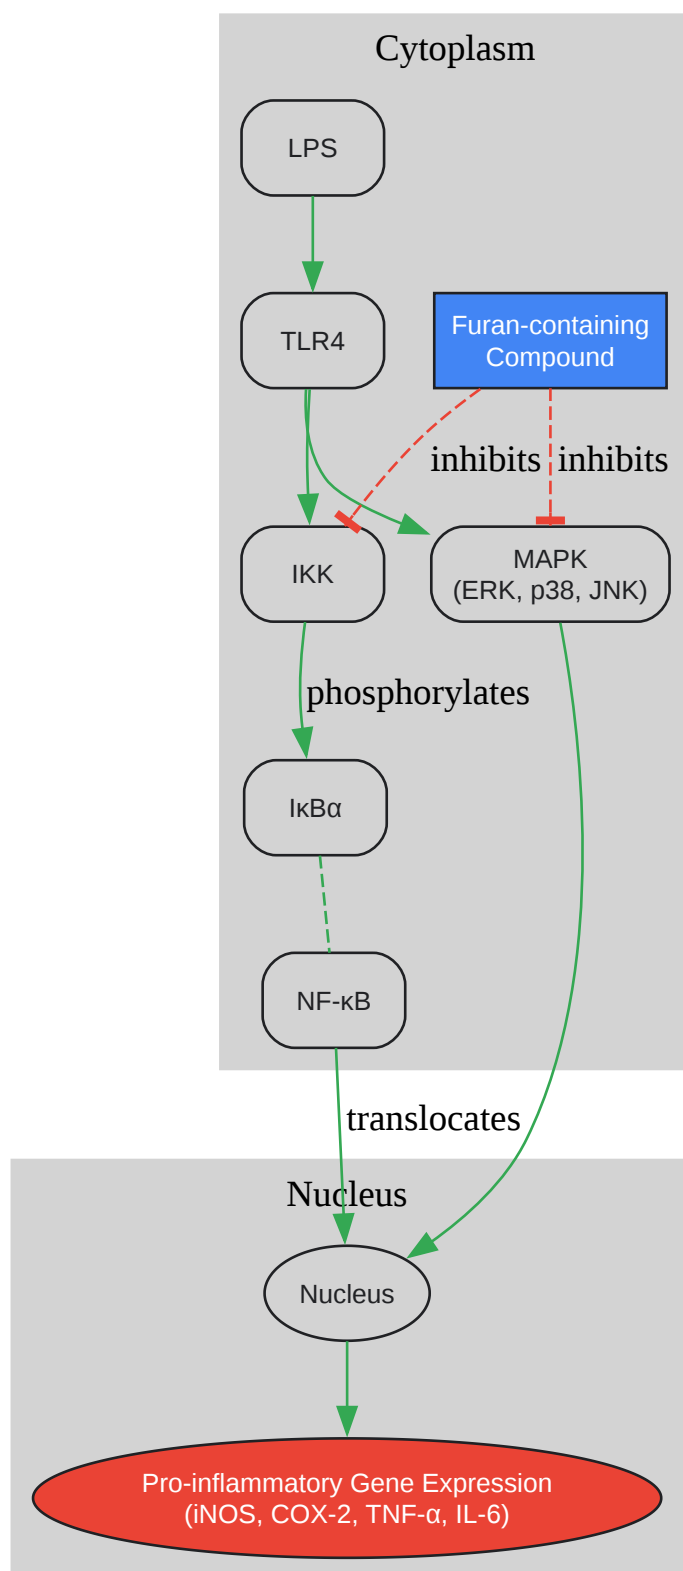 Cytoplasm
LPS
TLR4
Furan-containing
Compound
inhibits
inhibits
IKK
MAPK
(ERK, p38, JNK)
phosphorylates
IκBα
NF-κB
translocates
Nucleus
Nucleus
Pro-inflammatory Gene Expression
(iNOS, COX-2, TNF-α, IL-6)